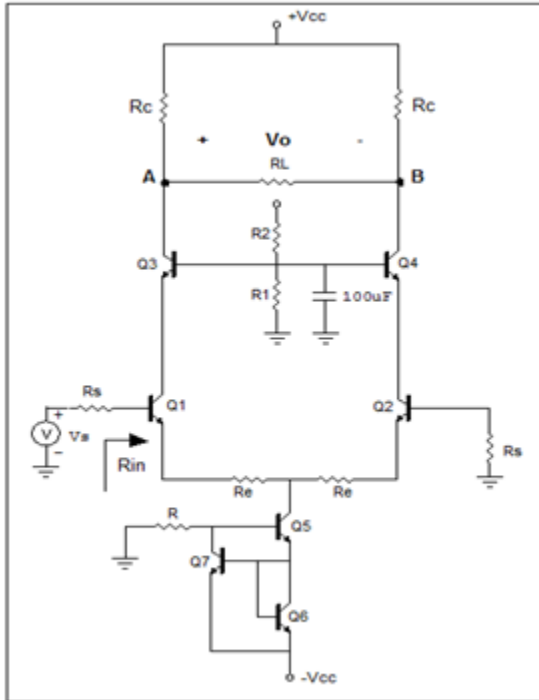 +Vcc
Rc
Rc
+ Vo -
A
RL
B
R2
Q3
Q4
R1
100uF
Rs
Q1
Q2
+
V
Vs
-
Rin
Rs
Re
Re
R
Q5
Q7
Q6
-Vcc